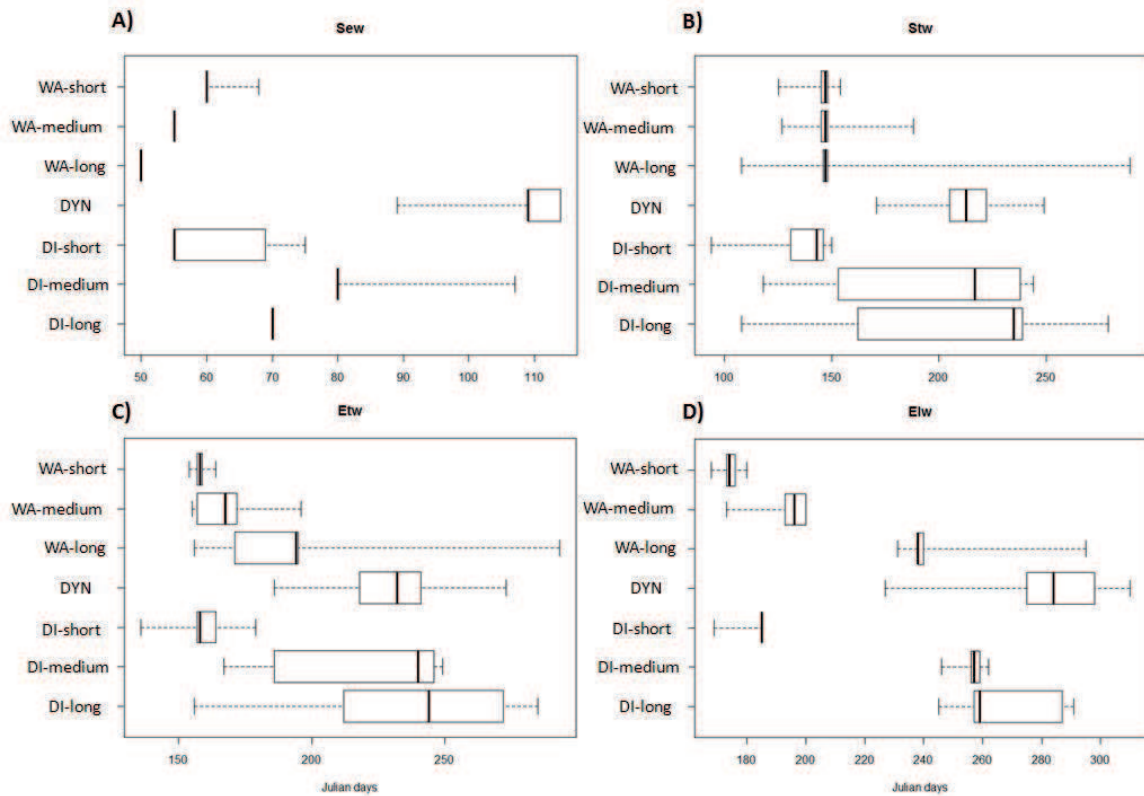 A)
Sew
WA-short
WA-medium
WA-long
DYN
DI-short
DI-medium
DI-long
50 60 70 80 90 100 110
B)
Stw
WA-short
WA-medium
WA-long
DYN
DI-short
DI-medium
DI-long
100 150 200 250
C)
Etw
WA-short
WA-medium
WA-long
DYN
DI-short
DI-medium
DI-long
150 200 250
Julian days
D)
Elw
WA-short
WA-medium
WA-long
DYN
DI-short
DI-medium
DI-long
180 200 220 240 260 280 300
Julian days